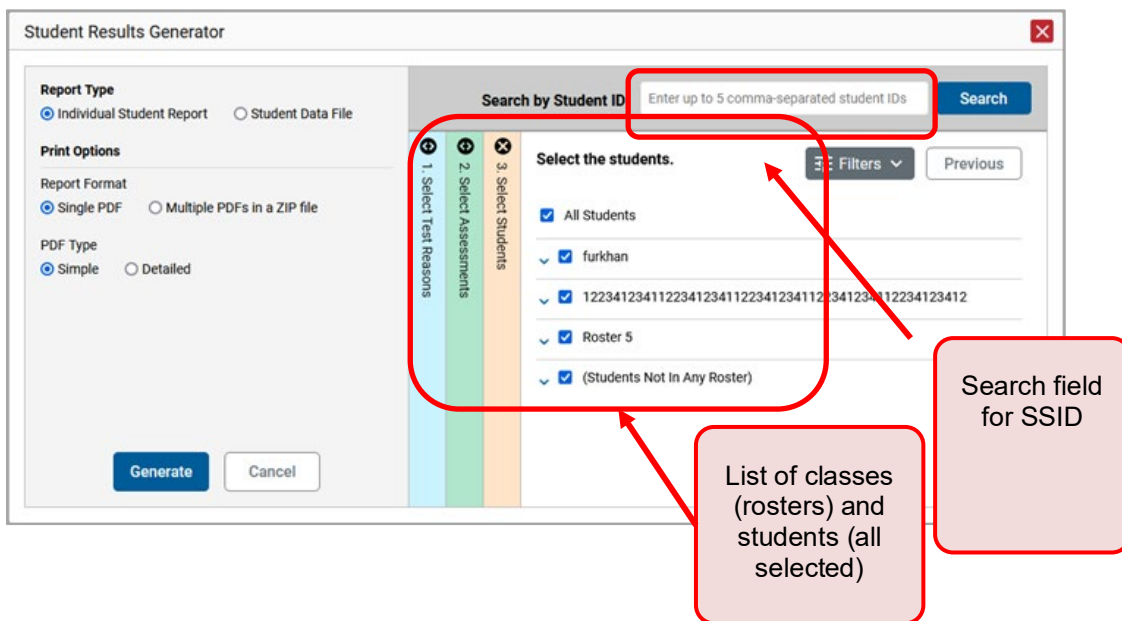 Student Results Generator
Report Type
Individual Student Report
Student Data File
Print Options
Report Format
Single PDF
Multiple PDFs in a ZIP file
PDF Type
Simple
Detailed
Generate
Cancel
Search by Student ID
Enter up to 5 comma-separated student IDs
Search
1. Select Test Reasons
2. Select Assessments
3. Select Students
Select the students.
Filters
Previous
All Students
furkhan
Roster 5
(Students Not In Any Roster)
Search field
for SSID
List of classes
(rosters) and
students (all
selected)